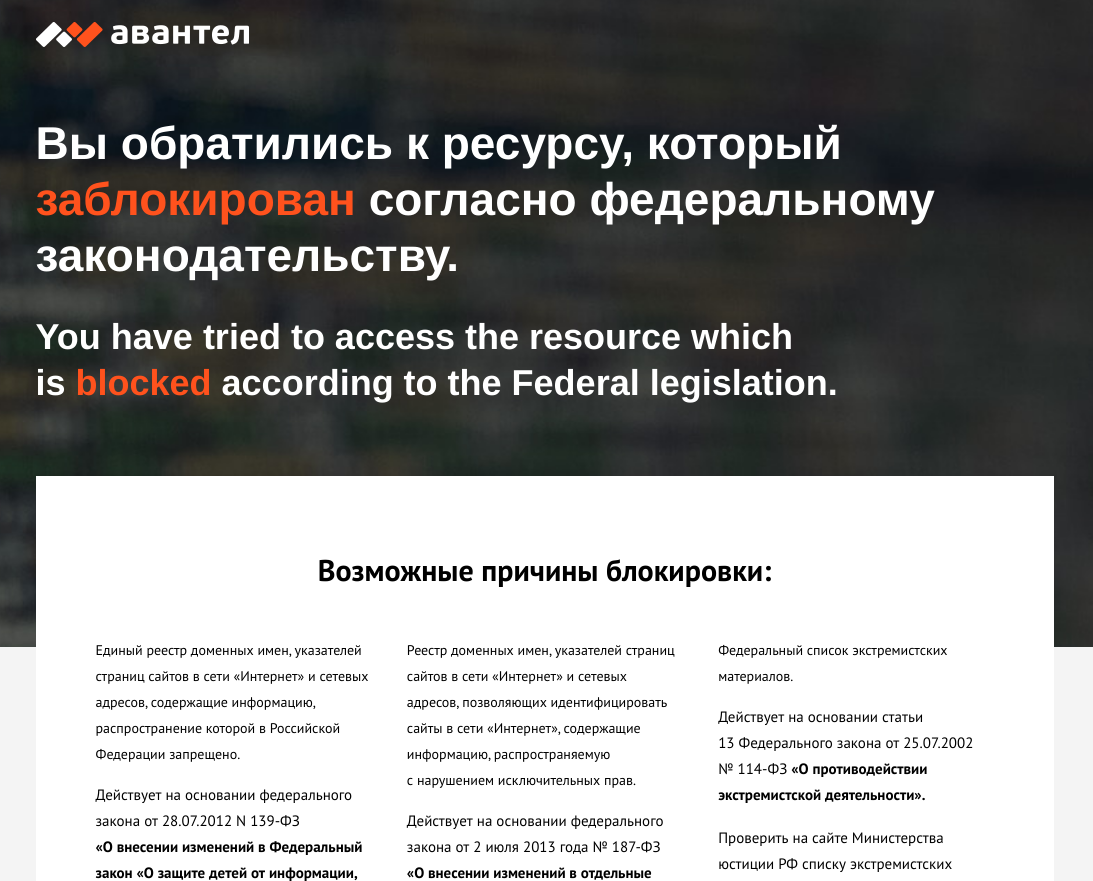 авантел
Вы обратились к ресурсу, который
заблокирован согласно федеральному
законодательству.
You have tried to access the resource which
is blocked according to the Federal legislation.
Возможные причины блокировки:
Единый реестр доменных имен, указателей
страниц сайтов в сети «Интернет» и сетевых
адресов, содержащие информацию,
распространение которой в Российской
Федерации запрещено.
Действует на основании федерального
закона от 28.07.2012 N 139-ФЗ
«О внесении изменений в Федеральный
закон «О защите детей от информации,
Реестр доменных имен, указателей страниц
сайтов в сети «Интернет» и сетевых
адресов, позволяющих идентифицировать
сайты в сети «Интернет», содержащие
информацию, распространяемую
с нарушением исключительных прав.
Действует на основании федерального
закона от 2 июля 2013 года № 187-ФЗ
«О внесении изменений в отдельные
Федеральный список экстремистских
материалов.
Действует на основании статьи
13 Федерального закона от 25.07.2002
№ 114-ФЗ «О противодействии
экстремистской деятельности».
Проверить на сайте Министерства
юстиции РФ списку экстремистских